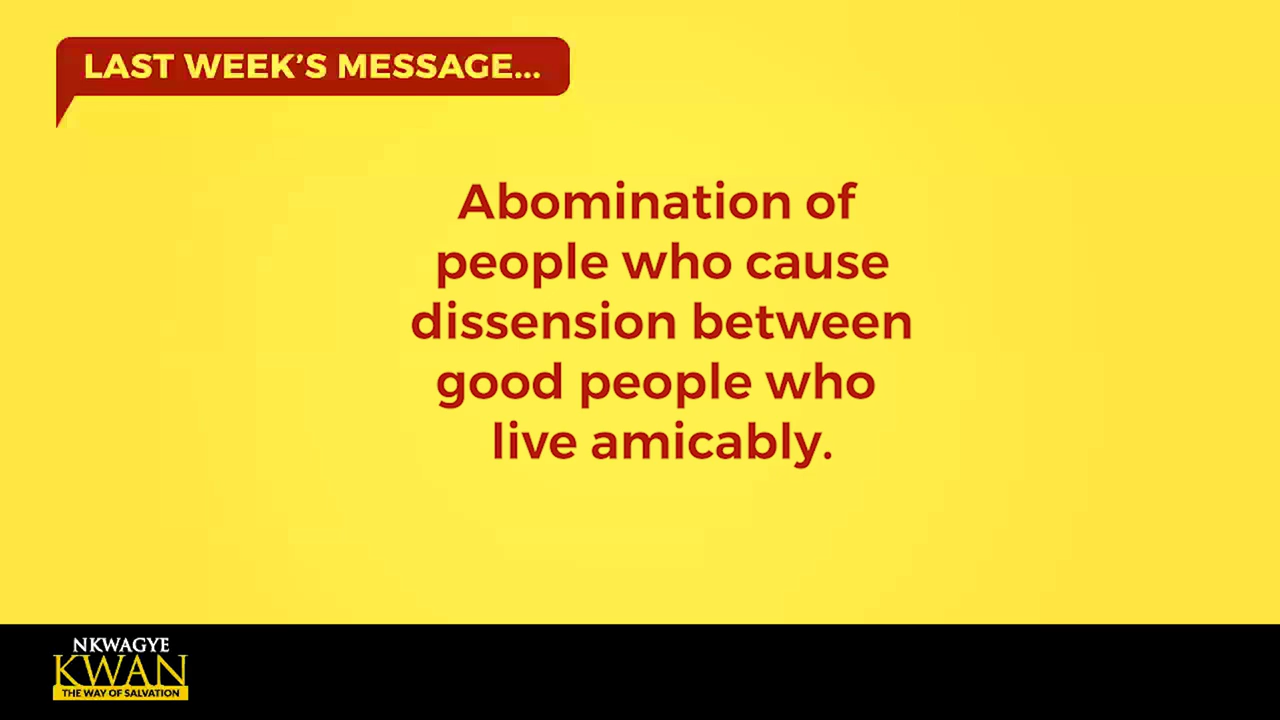 LAST WEEK'S MESSAGE...
Abomination of
people who cause
dissension between
good people who
live amicably.
NKWAGYE
KWAN
THE WAY OF SALVATION